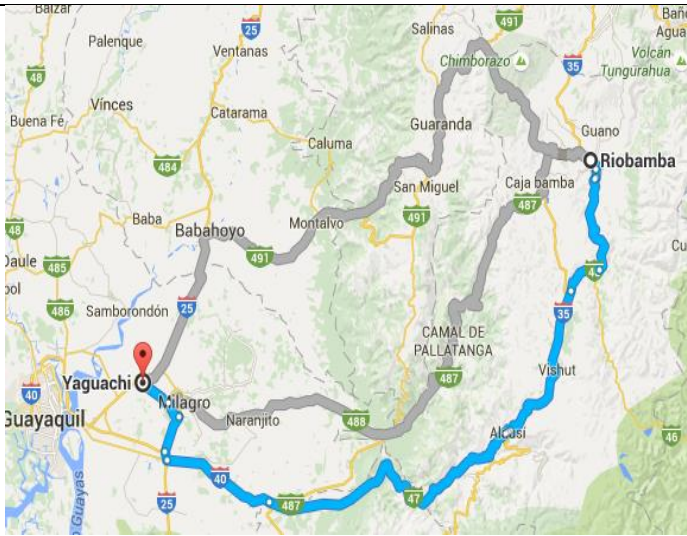 Balzar
25
Salinas
491
Baño
Agua
Palenque
Ventanas
Chimborazo
35
Volcán
Tungurahua
48
Vínces
Catarama
Buena Fé
Guaranda
Guano
484
Caluma
Riobamba
San Miguel
Caja bamba
487
48
Baba
Babahoyo
Montalvo
491
491
Daule
485
Samborondón
25
486
35
CAMAL DE
PALLATANGA
Yaguachi
Vishut
40
Milagro
487
Guayaquil
Naranjito
488
Alausí
46
40
25
487
47
Guayas